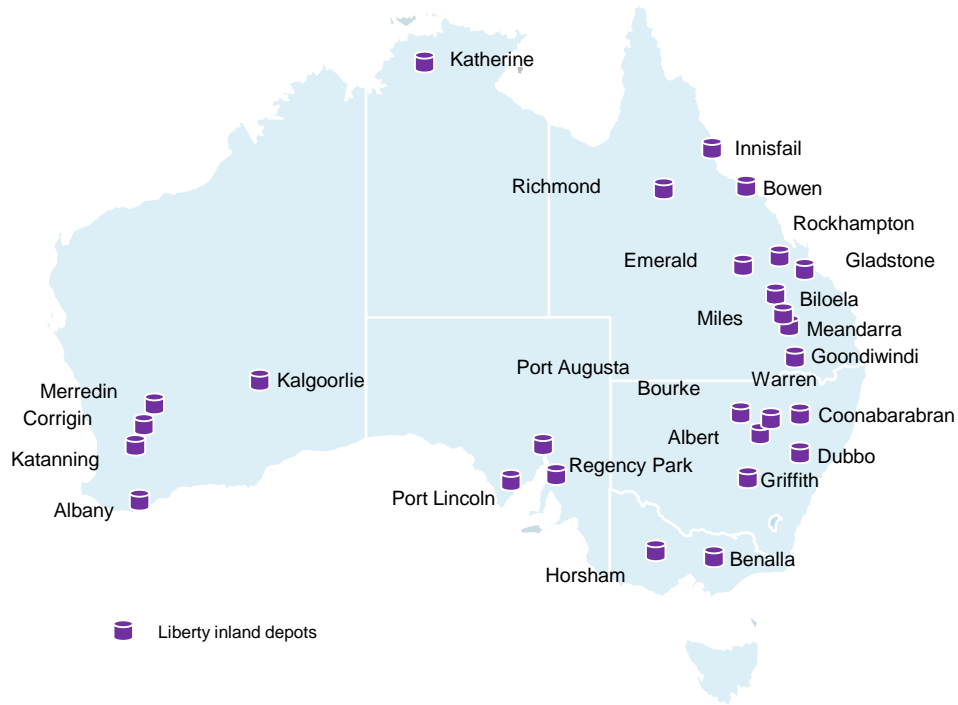 Katherine
Innisfail
Richmond
Bowen
Rockhampton
Emerald
Gladstone
Biloela
Miles
Meandarra
Goondiwindi
Port Augusta
Warren
Kalgoorlie
Bourke
Merredin
Corrigin
Coonabarabran
Albert
Katanning
Dubbo
Regency Park
Griffith
Port Lincoln
Albany
Benalla
Horsham
Liberty inland depots